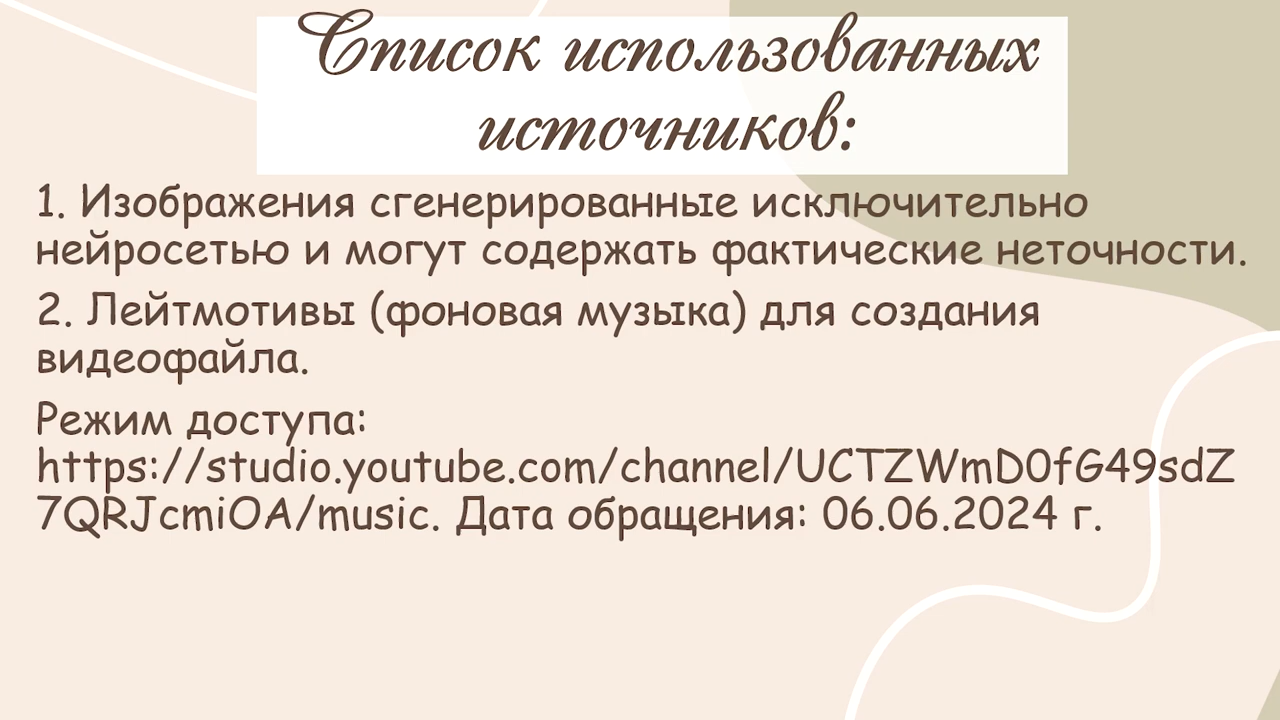 Список использованных
источников:
1. Изображения сгенерированные исключительно
нейросетью и могут содержать фактические неточности.
2. Лейтмотивы (фоновая музыка) для создания
видеофайла.
Режим доступа:
https://studio.youtube.com/channel/UCTZWmD0fG49sdZ
7QRJcmiOA/music. Дата обращения: 06.06.2024 г.